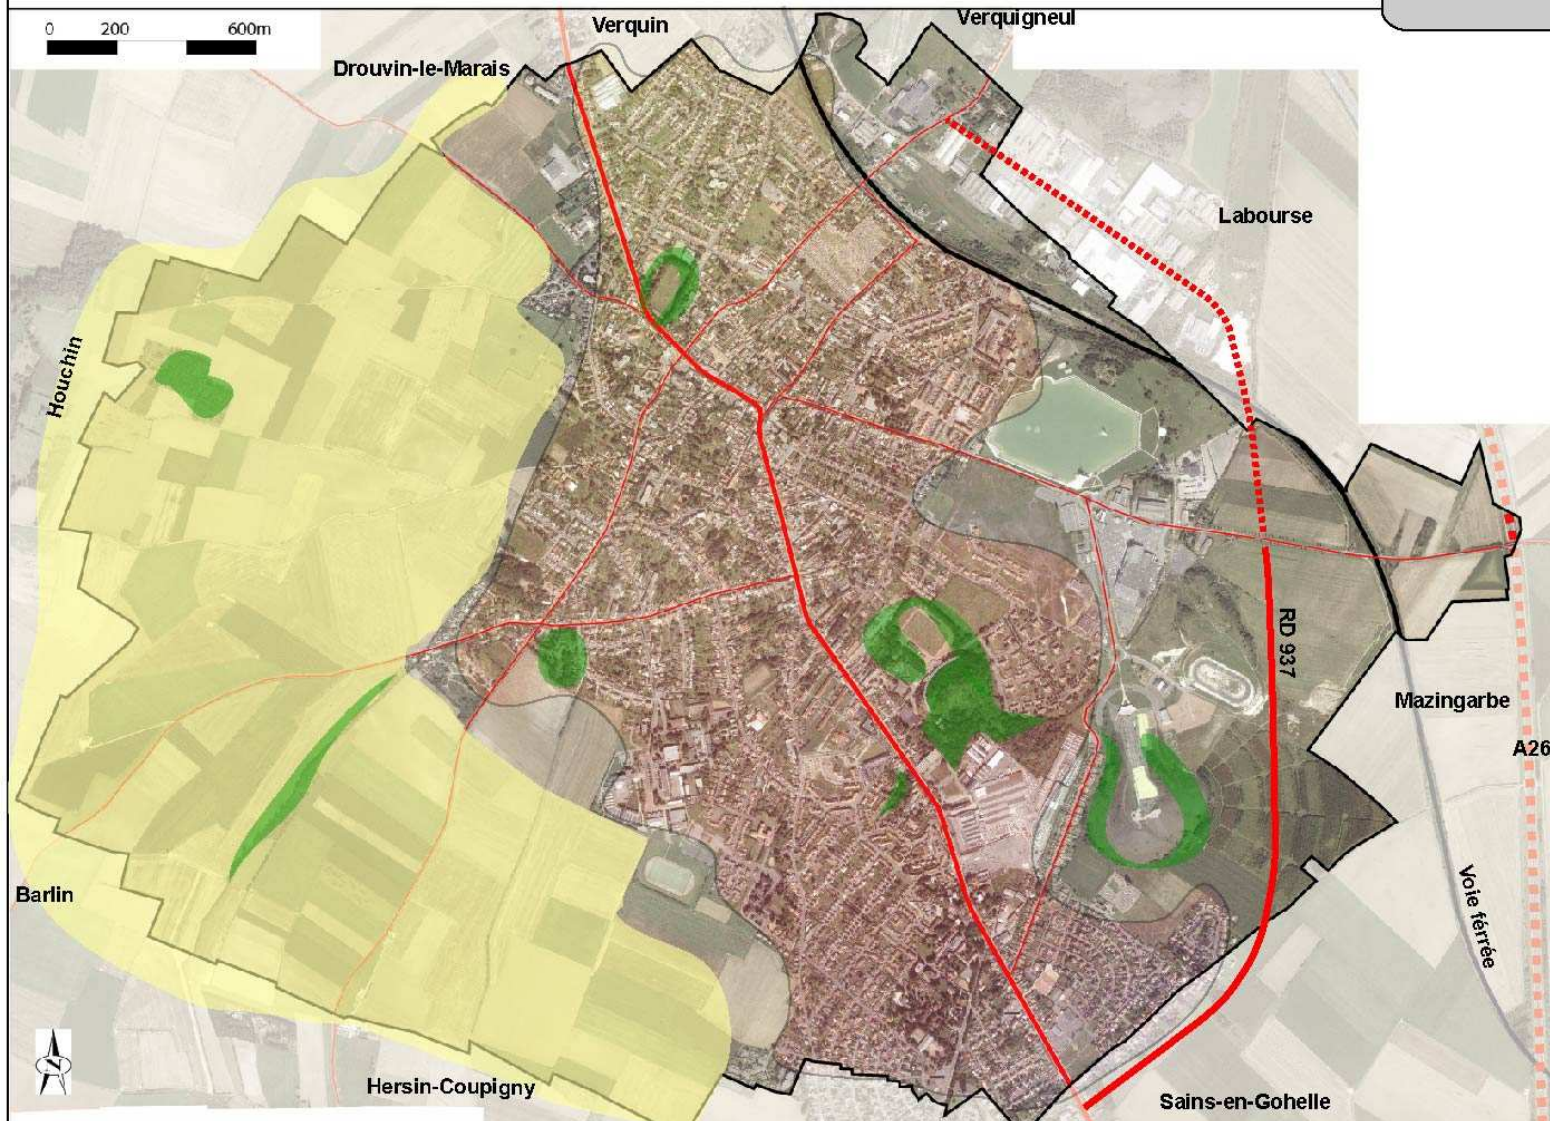 0 200 600m
Verquin
Verquigneul
Drouvin-le-Marais
Labourse
Houchin
RD 937
Mazingarbe
A26
Barlin
Voie férrée
N
Hersin-Coupigny
Sains-en-Gohelle